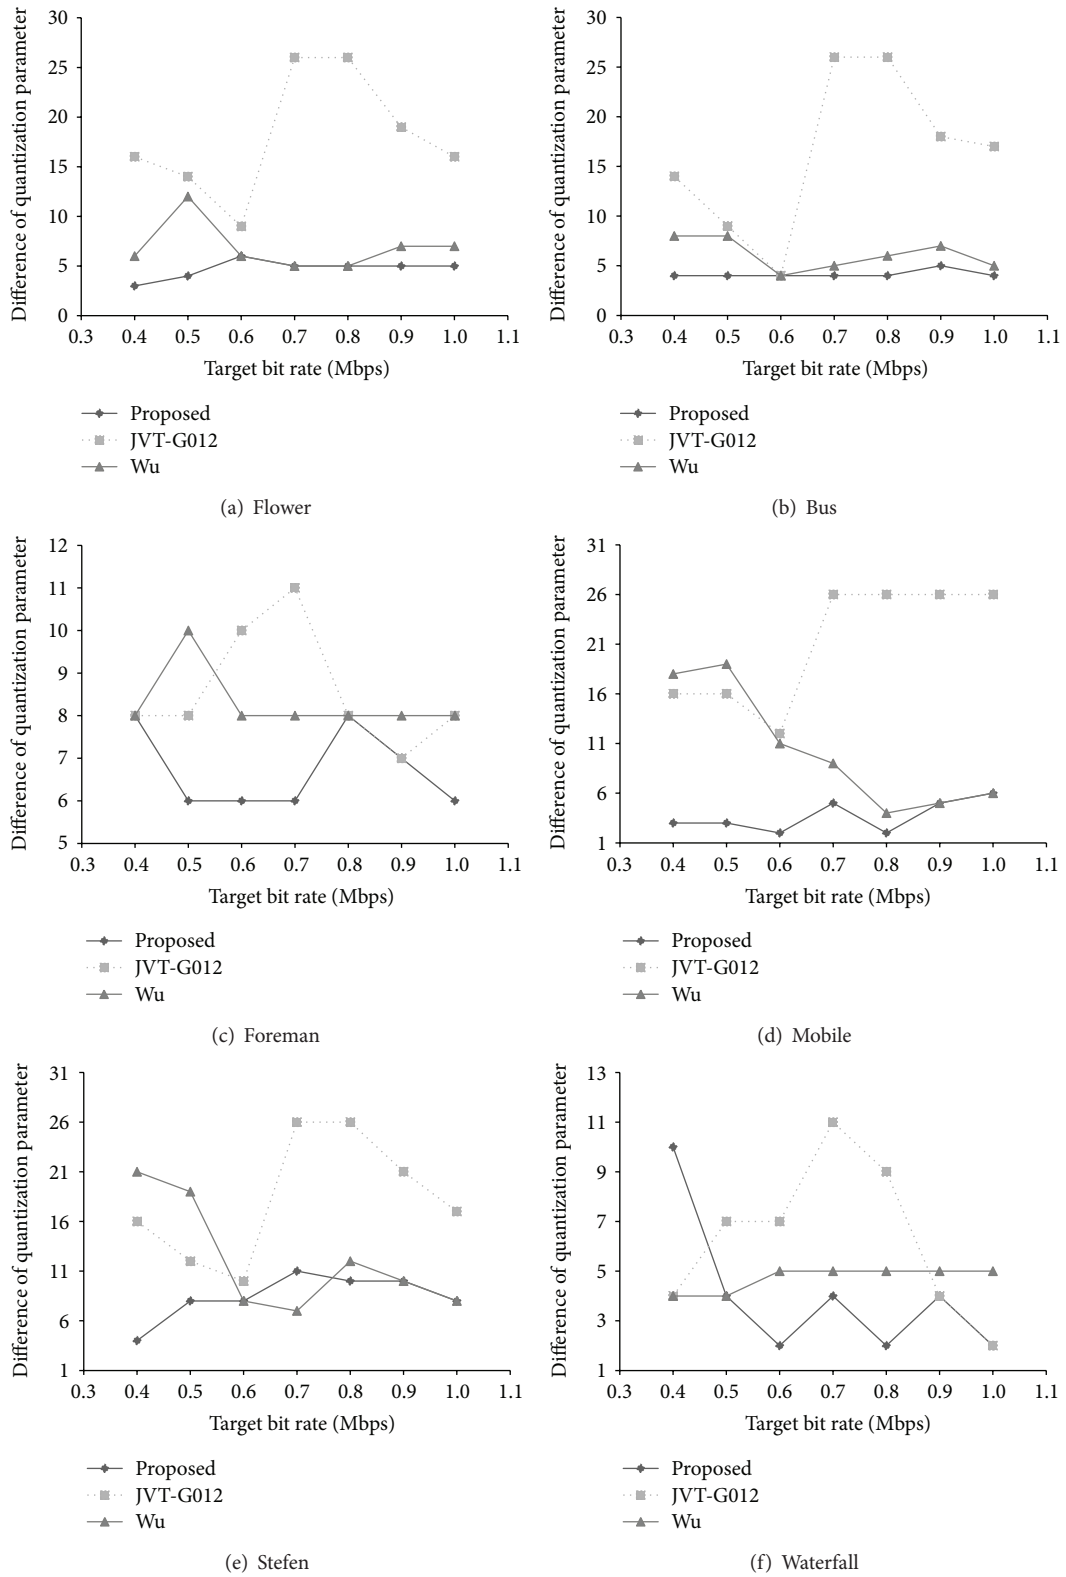 Difference of quantization parameter
30
25
20
15
10
5
0
0.3 0.4 0.5 0.6 0.7 0.8 0.9 1.0 1.1
Target bit rate (Mbps)
Proposed
JVT-G012
Wu
(a) Flower
Difference of quantization parameter
30
25
20
15
10
5
0
0.3 0.4 0.5 0.6 0.7 0.8 0.9 1.0 1.1
Target bit rate (Mbps)
Proposed
JVT-G012
Wu
(b) Bus
Difference of quantization parameter
12
11
10
9
8
7
6
5
0.3 0.4 0.5 0.6 0.7 0.8 0.9 1.0 1.1
Target bit rate (Mbps)
Proposed
JVT-G012
Wu
(c) Foreman
Difference of quantization parameter
31
26
21
16
11
6
1
0.3 0.4 0.5 0.6 0.7 0.8 0.9 1.0 1.1
Target bit rate (Mbps)
Proposed
JVT-G012
Wu
(d) Mobile
Difference of quantization parameter
31
26
21
16
11
6
1
0.3 0.4 0.5 0.6 0.7 0.8 0.9 1.0 1.1
Target bit rate (Mbps)
Proposed
JVT-G012
Wu
(e) Stefen
Difference of quantization parameter
13
11
9
7
5
3
1
0.3 0.4 0.5 0.6 0.7 0.8 0.9 1.0 1.1
Target bit rate (Mbps)
Proposed
JVT-G012
Wu
(f) Waterfall